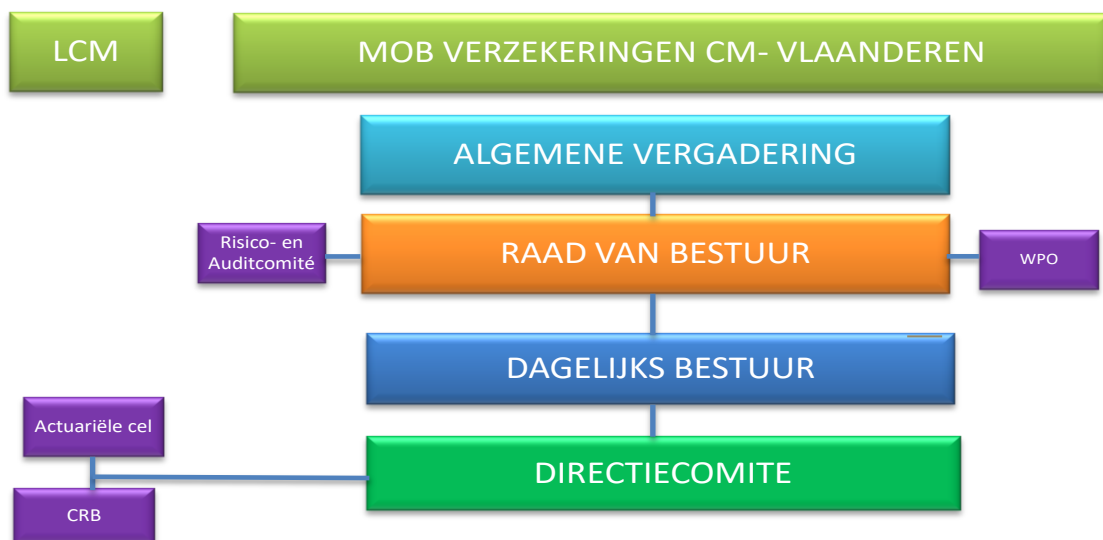 LCM
MOB VERZEKERINGEN CM- VLAANDEREN
ALGEMENE VERGADERING
Risico- en
Auditcomité
RAAD VAN BESTUUR
WPO
DAGELIJKS BESTUUR
Actuariële cel
DIRECTIECOMITE
CRB